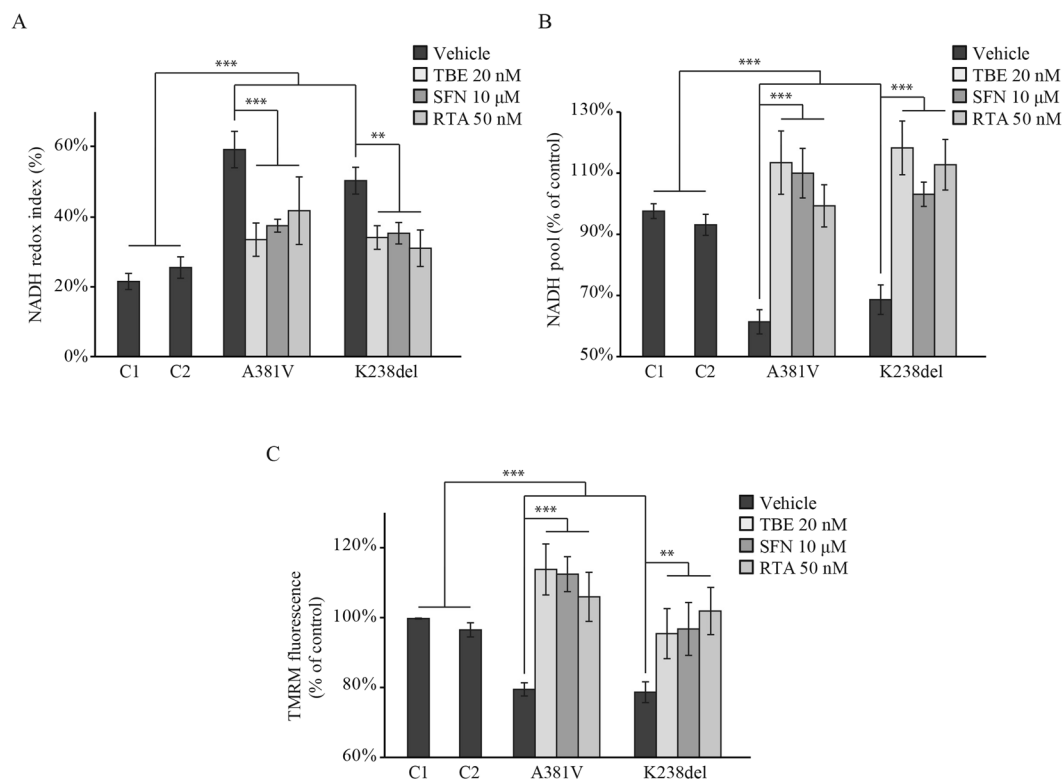 A
Vehicle
TBE 20 nM
SFN 10 μM
RTA 50 nM
***
***
**
NADH redox index (%)
60%
40%
20%
0%
C1 C2 A381V K238del
B
Vehicle
TBE 20 nM
SFN 10 μM
RTA 50 nM
***
***
***
NADH pool (% of control)
130%
110%
90%
70%
50%
C1 C2 A381V K238del
C
Vehicle
TBE 20 nM
SFN 10 μM
RTA 50 nM
***
***
**
TMRM fluorescence
(% of control)
120%
100%
80%
60%
C1 C2 A381V K238del